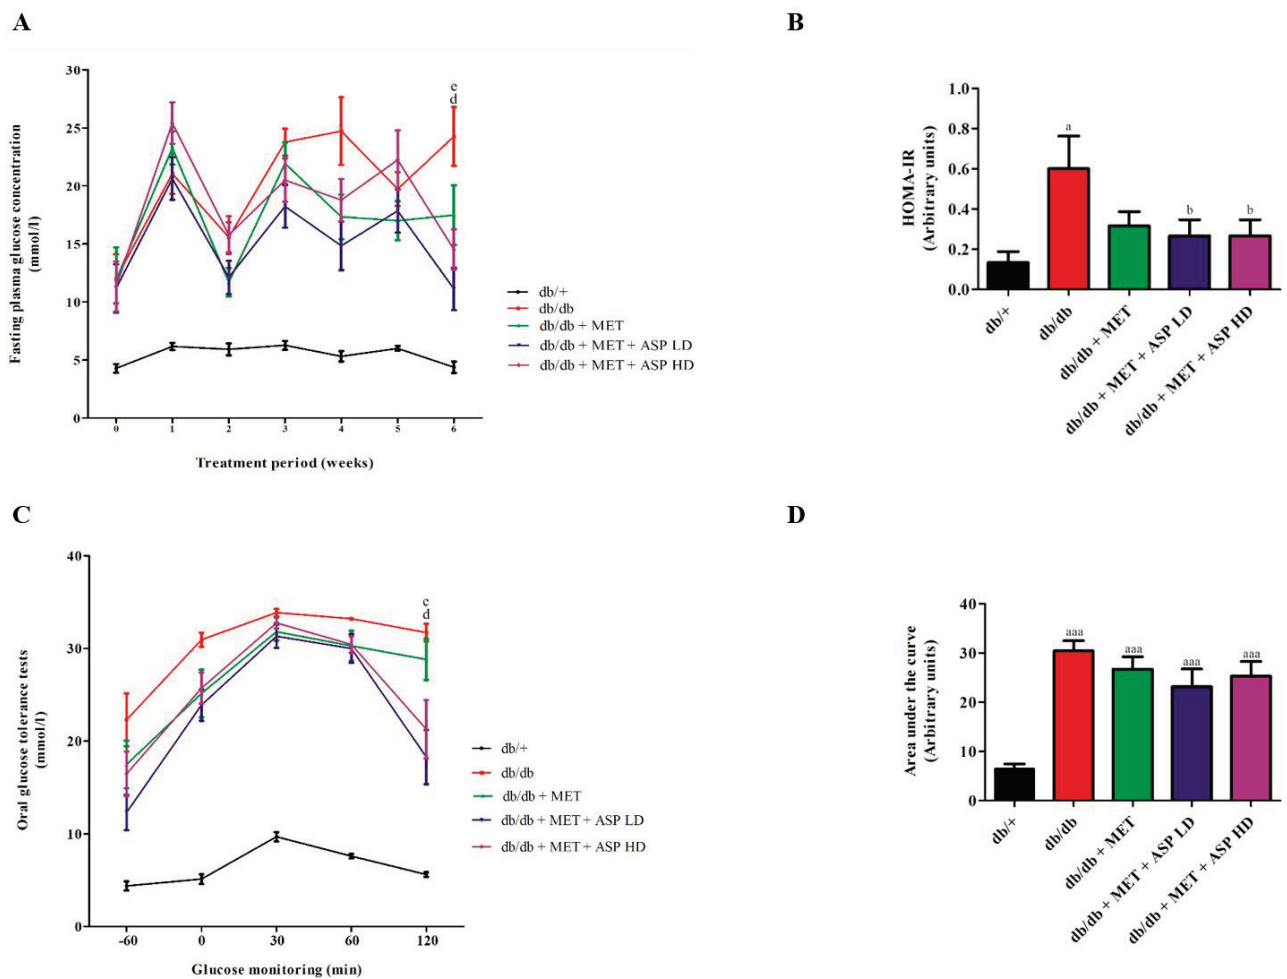 A
Fasting plasma glucose concentration
(mmol/l)
30
25
20
15
10
5
0
e
d
0 1 2 3 4 5 6
Treatment period (weeks)
db/+
db/db
db/db + MET
db/db + MET + ASP LD
db/db + MET + ASP HD
B
HOMA-IR
(Arbitrary units)
1.0
0.8
0.6
0.4
0.2
0.0
a
b
b
db/+
db/db
db/db + MET
db/db + MET + ASP LD
db/db + MET + ASP HD
C
Oral glucose tolerance tests
(mmol/l)
40
30
20
10
0
e
d
-60 0 30 60 120
Glucose monitoring (min)
db/+
db/db
db/db + MET
db/db + MET + ASP LD
db/db + MET + ASP HD
D
Area under the curve
(Arbitrary units)
40
30
20
10
0
aaa
aaa
aaa
aaa
db/+
db/db
db/db + MET
db/db + MET + ASP LD
db/db + MET + ASP HD